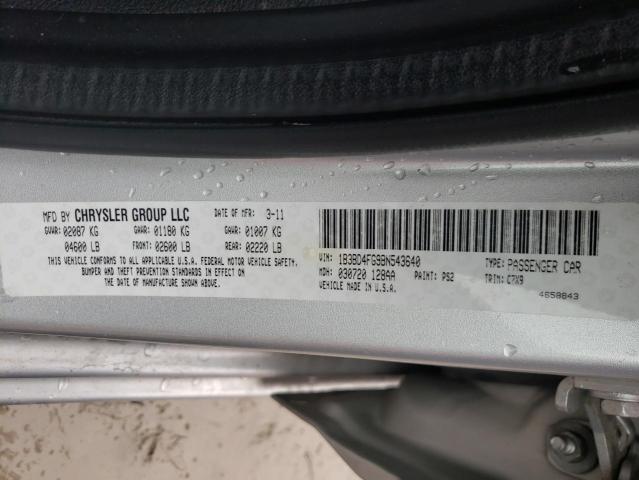 MFD BY CHRYSLER GROUP LLC DATE OF MFR: 3-11
GVWR: 02087 KG GAWR: 01180 KG GAWR: 01007 KG
04600 LB FRONT: 02600 LB REAR: 02220 LB
THIS VEHICLE CONFORMS TO ALL APPLICABLE U.S.A. FEDERAL MOTOR VEHICLE SAFETY,
BUMPER AND THEFT PREVENTION STANDARDS IN EFFECT ON
THE DATE OF MANUFACTURE SHOWN ABOVE.
VIN: 1B3BD4FG9BN543640 TYPE: PASSENGER CAR
MDH: 030720 128AA PAINT: PS2 TRIM: C7X9
VEHICLE MADE IN U.S.A. 4658843